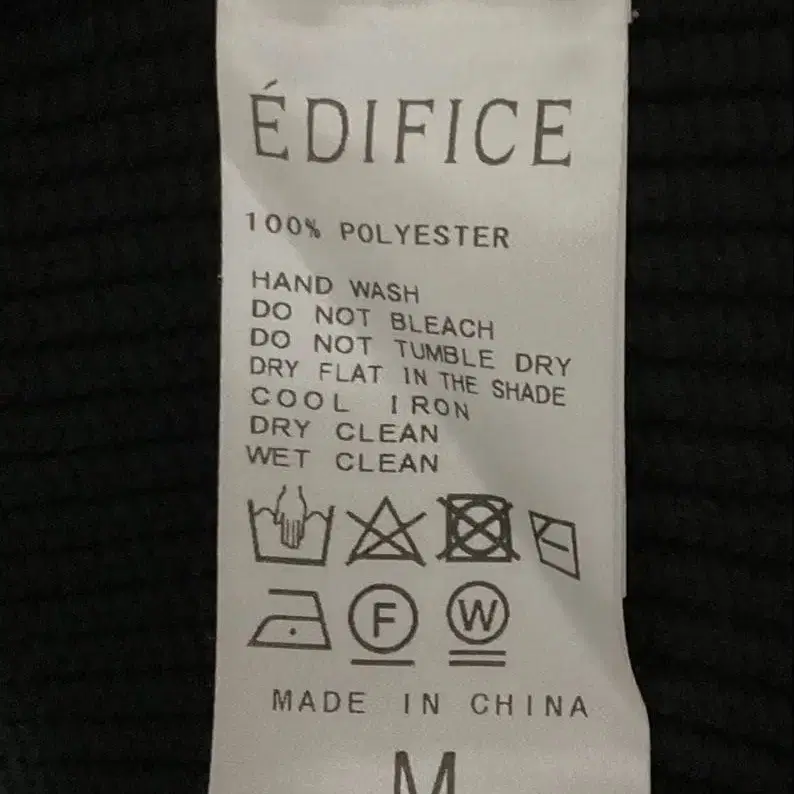 ÉDIFICE
100% POLYESTER
HAND WASH
DO NOT BLEACH
DO NOT TUMBLE DRY
DRY FLAT IN THE SHADE
COOL IRON
DRY CLEAN
WET CLEAN
F W
MADE IN CHINA
M